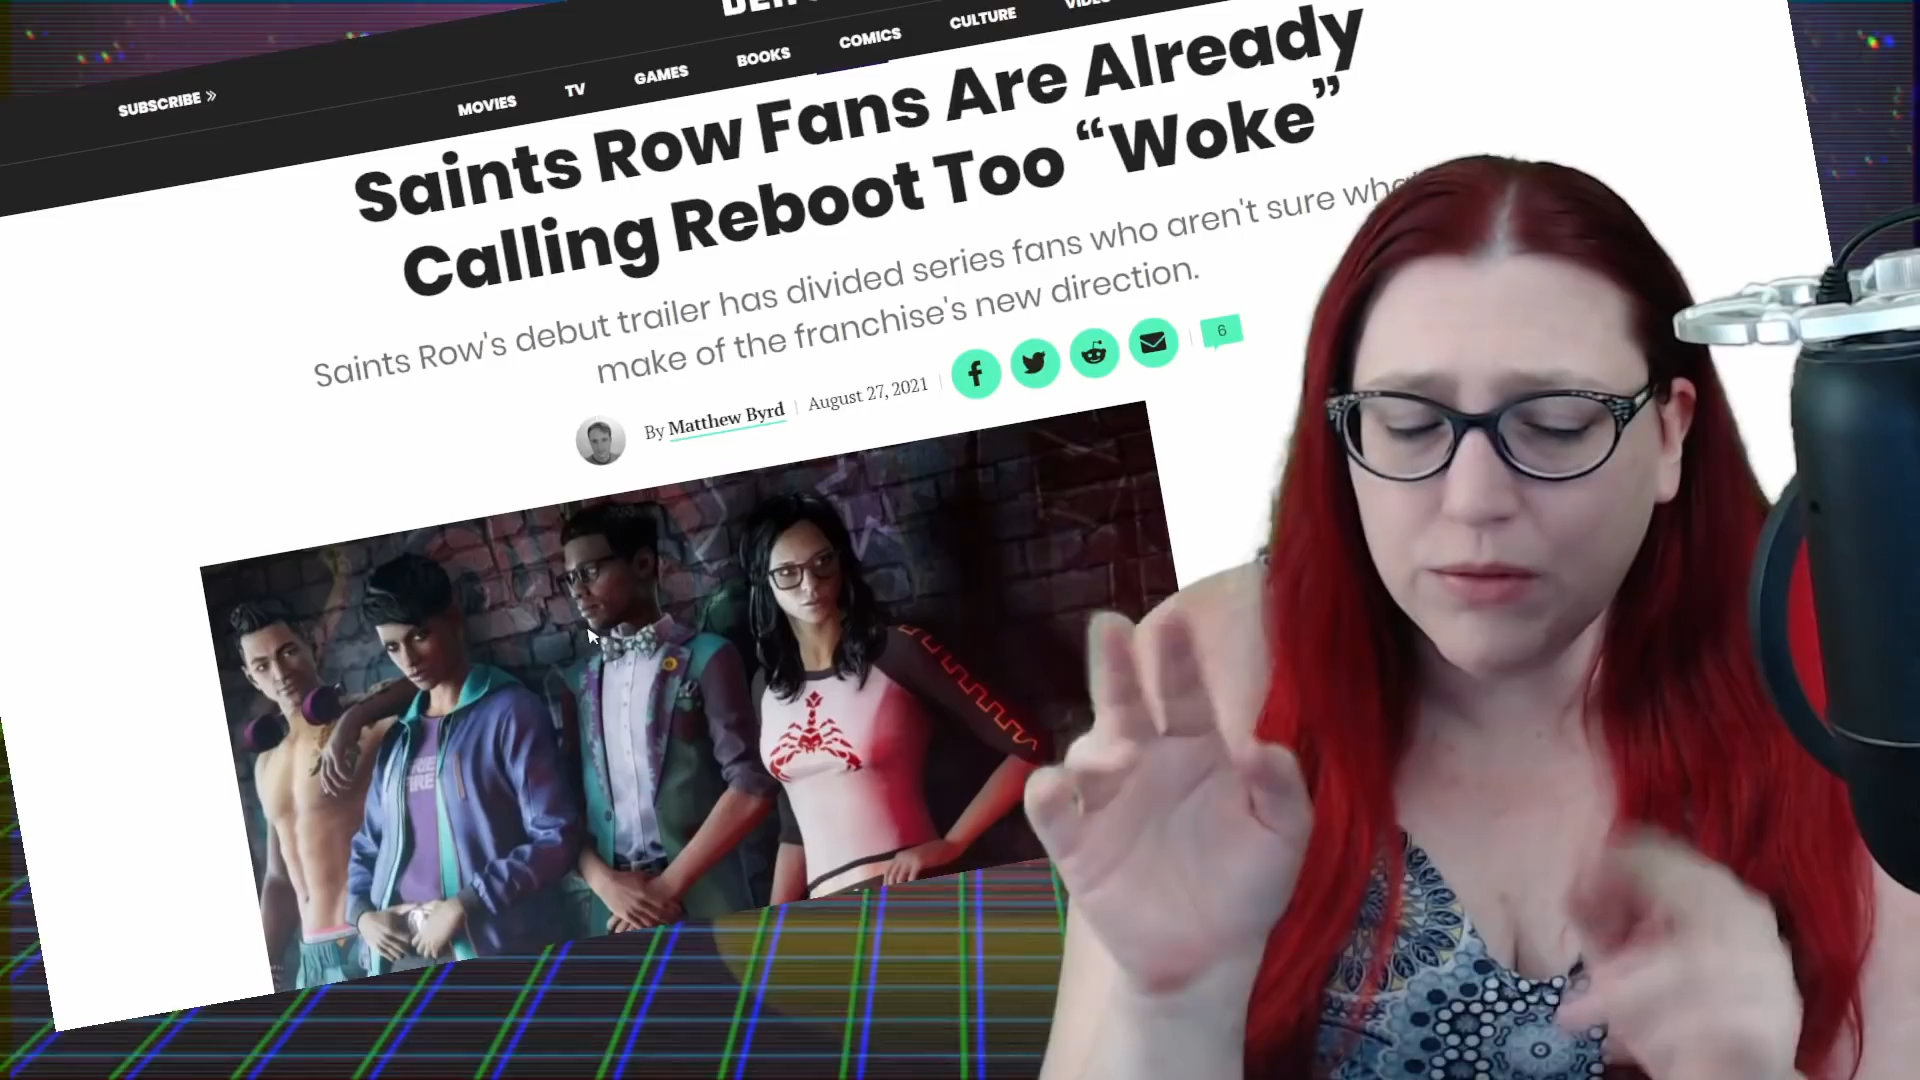 SUBSCRIBE »
MOVIES TV GAMES BOOKS COMICS CULTURE
Saints Row Fans Are Already
Calling Reboot Too “Woke”
Saints Row's debut trailer has divided series fans who aren't sure
make of the franchise's new direction.
By Matthew Byrd | August 27, 2021
6